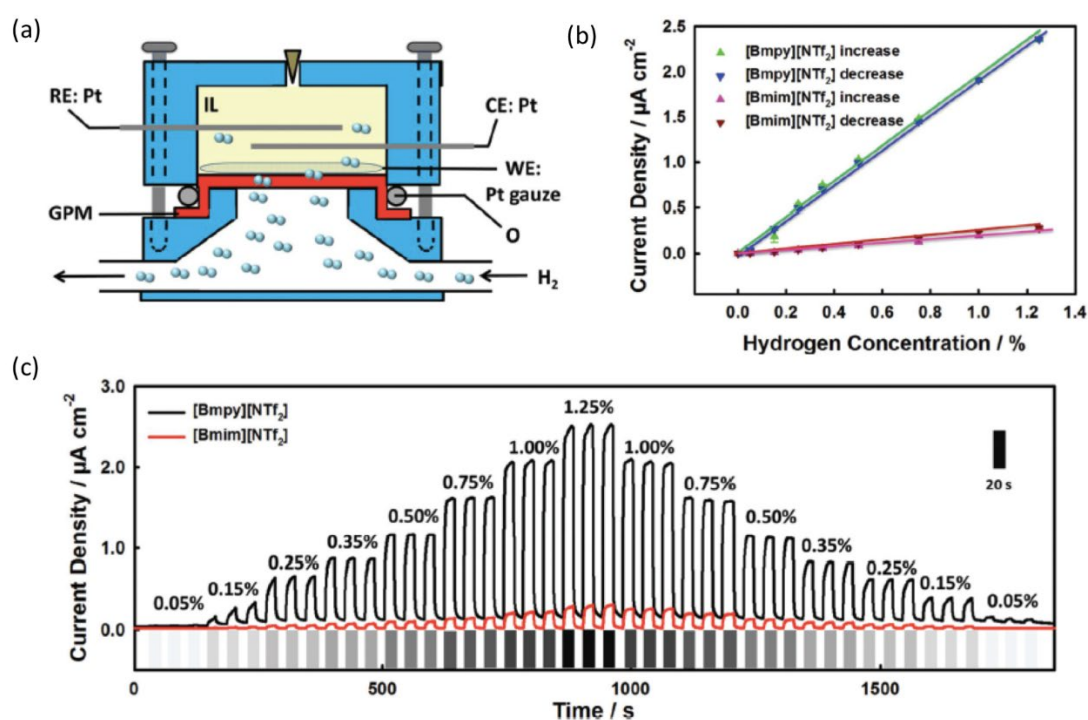 (a)
RE: Pt
IL
CE: Pt
WE:
Pt gauze
GPM
O
H₂
(b)
[Bmpy][NTf₂] increase
[Bmpy][NTf₂] decrease
[Bmim][NTf₂] increase
[Bmim][NTf₂] decrease
Current Density / µA cm⁻²
2.5
2.0
1.5
1.0
0.5
0.0
0.0 0.2 0.4 0.6 0.8 1.0 1.2 1.4
Hydrogen Concentration / %
(c)
[Bmpy][NTf₂]
[Bmim][NTf₂]
Current Density / µA cm⁻²
3.0
2.0
1.0
0.0
0.05% 0.15% 0.25% 0.35% 0.50% 0.75% 1.00% 1.25% 1.00% 0.75% 0.50% 0.35% 0.25% 0.15% 0.05%
20 s
0 500 1000 1500
Time / s